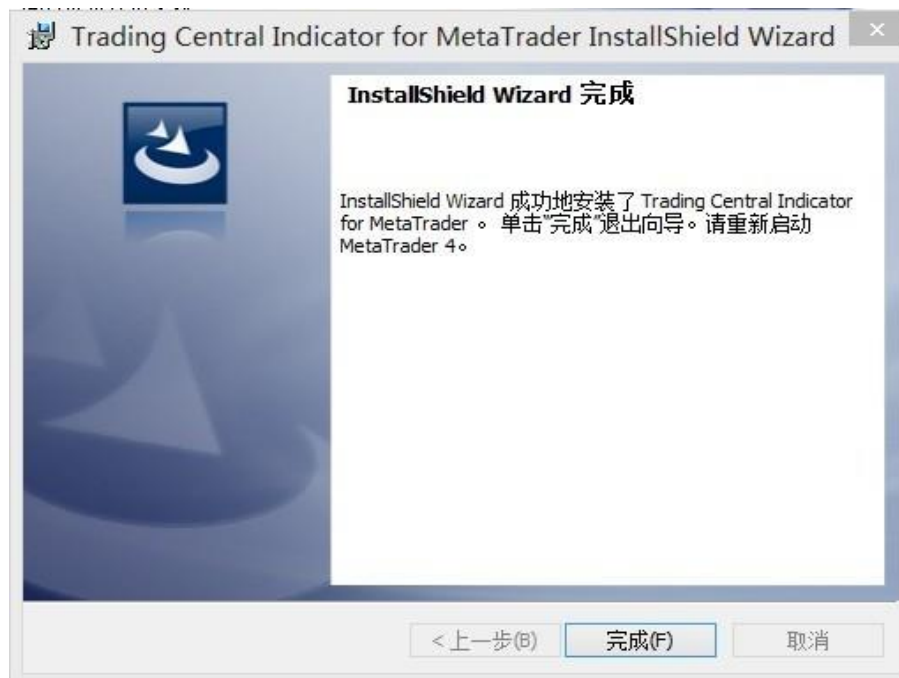 Trading Central Indicator for MetaTrader InstallShield Wizard
InstallShield Wizard 完成
InstallShield Wizard 成功地安装了 Trading Central Indicator
for MetaTrader 。 单击"完成"退出向导。请重新启动
MetaTrader 4。
<上一步(B)
完成(F)
取消